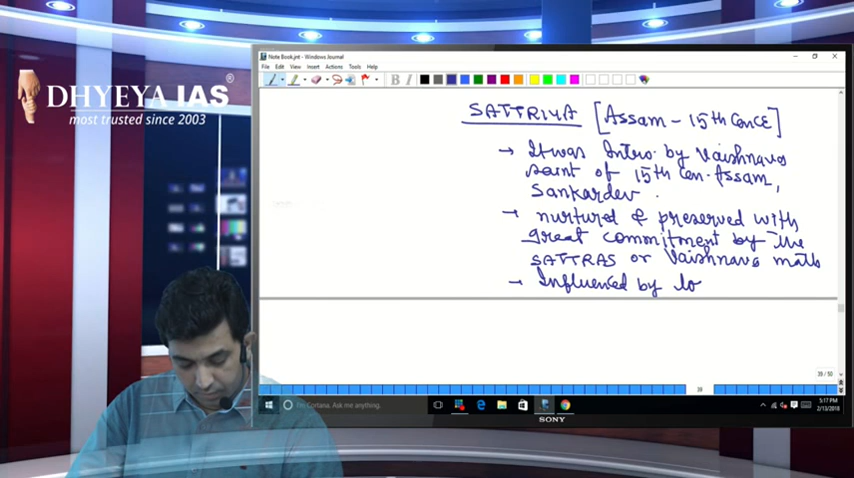 DHYEYA IAS®
most trusted since 2003
Note Book.jnt - Windows Journal
File Edit View Insert Actions Tools Help
SATTRIYA [Assam - 15th Cen CE]
→ It was Intro. by Vaishnava
saint of 15th Cen. Assam,
Sankardev.
→ nurtured & preserved with
great commitment by the
SATTRAS or Vaishnava maths
→ Influenced by lo
39 / 50
38
I'm Cortana. Ask me anything.
5:17 PM
2/13/2018
SONY